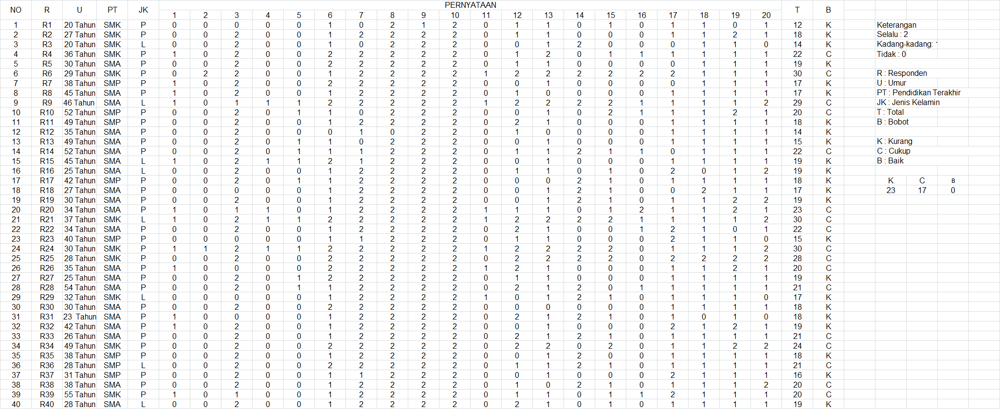 PERNYATAAN
NO R U PT JK 1 2 3 4 5 6 7 8 9 10 11 12 13 14 15 16 17 18 19 20 T B
1 R1 20 Tahun SMK P 0 0 0 0 0 1 0 2 1 2 0 1 1 0 1 0 1 1 0 1 12 K Keterangan
2 R2 27 Tahun SMK P 0 0 2 0 0 1 2 2 2 2 0 1 1 0 0 0 1 1 2 1 18 K Selalu : 2
3 R3 20 Tahun SMK L 0 0 2 0 0 1 0 2 2 2 0 0 1 2 0 0 0 1 1 0 14 K Kadang-kadang:
4 R4 36 Tahun SMK P 1 0 2 0 0 2 2 2 2 2 0 1 2 0 1 1 1 1 1 1 22 C Tidak : 0
5 R5 30 Tahun SMA P 0 0 2 0 0 2 2 2 2 2 0 1 1 0 0 0 0 1 1 1 19 K
6 R6 29 Tahun SMK P 0 2 2 0 0 1 2 2 2 2 1 2 2 2 2 2 2 1 1 1 30 C R : Responden
7 R7 38 Tahun SMP P 1 0 2 0 0 2 2 2 2 2 0 0 1 0 0 0 0 1 1 1 17 K U : Umur
8 R8 45 Tahun SMA P 1 0 2 0 0 1 2 2 2 2 0 1 0 0 0 0 1 1 1 1 17 K PT : Pendidikan Terakhir
9 R9 46 Tahun SMA L 1 0 1 1 1 2 2 2 2 2 1 2 2 2 2 1 1 1 1 2 29 C JK : Jenis Kelamin
10 R10 52 Tahun SMP P 0 0 2 0 1 1 0 2 2 2 0 0 1 0 2 1 1 1 2 1 20 C T : Total
11 R11 49 Tahun SMP P 0 0 2 0 0 1 2 2 2 2 0 2 1 0 0 0 1 1 1 1 18 K B : Bobot
12 R12 35 Tahun SMA P 0 0 2 0 0 0 1 0 2 2 0 1 0 0 0 0 1 1 1 1 14 K
13 R13 49 Tahun SMA P 0 0 2 0 1 1 0 2 2 2 0 0 1 0 0 0 1 1 1 1 15 K K : Kurang
14 R14 52 Tahun SMA P 0 0 2 0 1 1 1 2 2 2 0 1 1 2 1 1 0 1 1 1 22 C C : Cukup
15 R15 45 Tahun SMA L 1 0 2 1 1 2 1 2 2 2 0 0 1 0 0 0 1 1 1 1 19 K B : Baik
16 R16 25 Tahun SMA L 0 0 2 0 0 1 2 2 2 2 0 1 1 0 1 0 2 0 1 2 19 K
17 R17 42 Tahun SMP P 0 0 2 0 1 1 1 2 2 2 0 0 0 2 1 1 1 1 1 1 18 K K C B
18 R18 27 Tahun SMA P 0 0 0 0 0 1 2 2 2 2 0 0 1 2 1 0 0 2 1 1 17 K 23 17 0
19 R19 30 Tahun SMA P 0 0 2 0 0 1 2 2 2 2 0 0 1 2 1 0 1 1 2 2 19 K
20 R20 34 Tahun SMA P 1 0 1 1 0 1 2 2 2 2 1 1 1 0 1 2 1 1 2 1 23 C
21 R21 37 Tahun SMK L 1 0 2 1 1 2 2 2 2 2 1 2 2 2 2 1 1 1 1 2 30 C
22 R22 34 Tahun SMA P 0 0 2 0 0 1 2 2 2 2 0 2 1 0 0 1 2 1 0 1 22 C
23 R23 40 Tahun SMP P 0 0 0 0 0 1 1 2 2 2 0 1 1 0 0 0 2 1 1 0 15 K
24 R24 30 Tahun SMK P 1 1 2 1 1 2 2 2 2 2 1 2 2 2 2 0 1 1 1 2 30 C
25 R25 28 Tahun SMK P 0 0 2 0 0 2 2 2 2 2 0 2 2 2 2 0 2 2 2 2 28 C
26 R26 35 Tahun SMA P 1 0 0 0 0 2 2 2 2 2 1 2 1 0 0 0 1 1 2 1 20 C
27 R27 25 Tahun SMA P 0 0 2 0 1 2 2 2 2 2 0 1 1 0 0 0 1 1 1 1 19 K
28 R28 54 Tahun SMA P 0 0 2 0 1 1 2 2 2 2 0 2 1 2 0 1 1 1 1 1 21 C
29 R29 32 Tahun SMK L 0 0 0 0 0 1 2 2 2 2 1 0 1 2 1 0 1 1 1 0 17 K
30 R30 30 Tahun SMA P 0 0 2 0 0 2 2 2 2 2 0 0 0 0 0 0 1 1 1 1 18 K
31 R31 23 Tahun SMA P 1 0 0 0 0 1 2 2 2 2 0 2 1 2 1 0 1 0 1 0 18 K
32 R32 42 Tahun SMA P 1 0 2 0 0 1 2 2 2 2 0 0 1 0 0 0 2 1 2 1 19 K
33 R33 26 Tahun SMA P 0 0 2 0 0 1 2 2 2 2 0 2 1 2 1 0 1 1 1 1 21 C
34 R34 49 Tahun SMK P 0 0 2 0 0 2 2 2 2 2 0 2 2 0 2 0 1 1 2 2 24 C
35 R35 38 Tahun SMP P 0 0 2 0 0 1 2 2 2 2 0 0 1 2 0 0 1 1 1 1 18 K
36 R36 28 Tahun SMP L 0 0 2 0 0 2 2 2 2 2 0 1 1 2 1 0 1 1 1 1 21 C
37 R37 31 Tahun SMP P 0 0 2 0 0 1 1 2 2 2 0 0 1 0 0 0 2 1 1 1 16 K
38 R38 38 Tahun SMA P 0 0 2 0 0 1 2 2 2 2 0 1 0 2 1 0 1 1 1 2 20 C
39 R39 55 Tahun SMK P 1 0 1 0 0 1 2 2 2 2 0 1 1 0 1 1 2 1 1 1 20 C
40 R40 28 Tahun SMA L 0 0 2 0 0 1 2 2 2 2 0 2 1 0 1 0 1 1 1 1 19 K